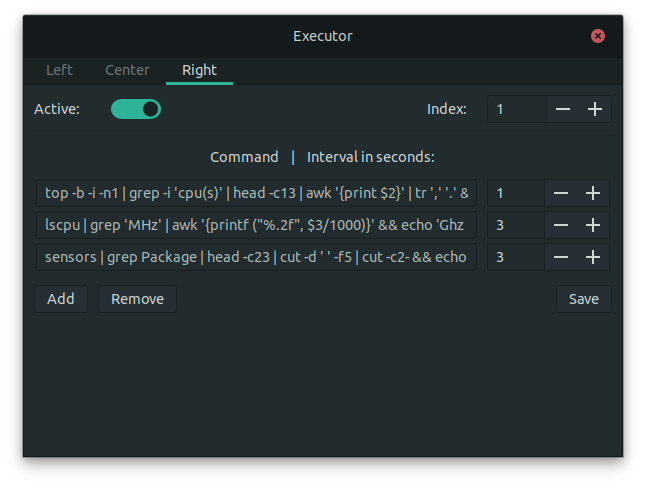 Executor
Left Center Right
Active: Index: 1
Command | Interval in seconds:
top -b -i -n1 | grep -i 'cpu(s)' | head -c13 | awk '{print $2}' | tr ',' '.' & 1
lscpu | grep 'MHz' | awk '{printf ("%.2f", $3/1000)}' && echo 'Ghz 3
sensors | grep Package | head -c23 | cut -d ' ' -f5 | cut -c2- && echo 3
Add Remove Save